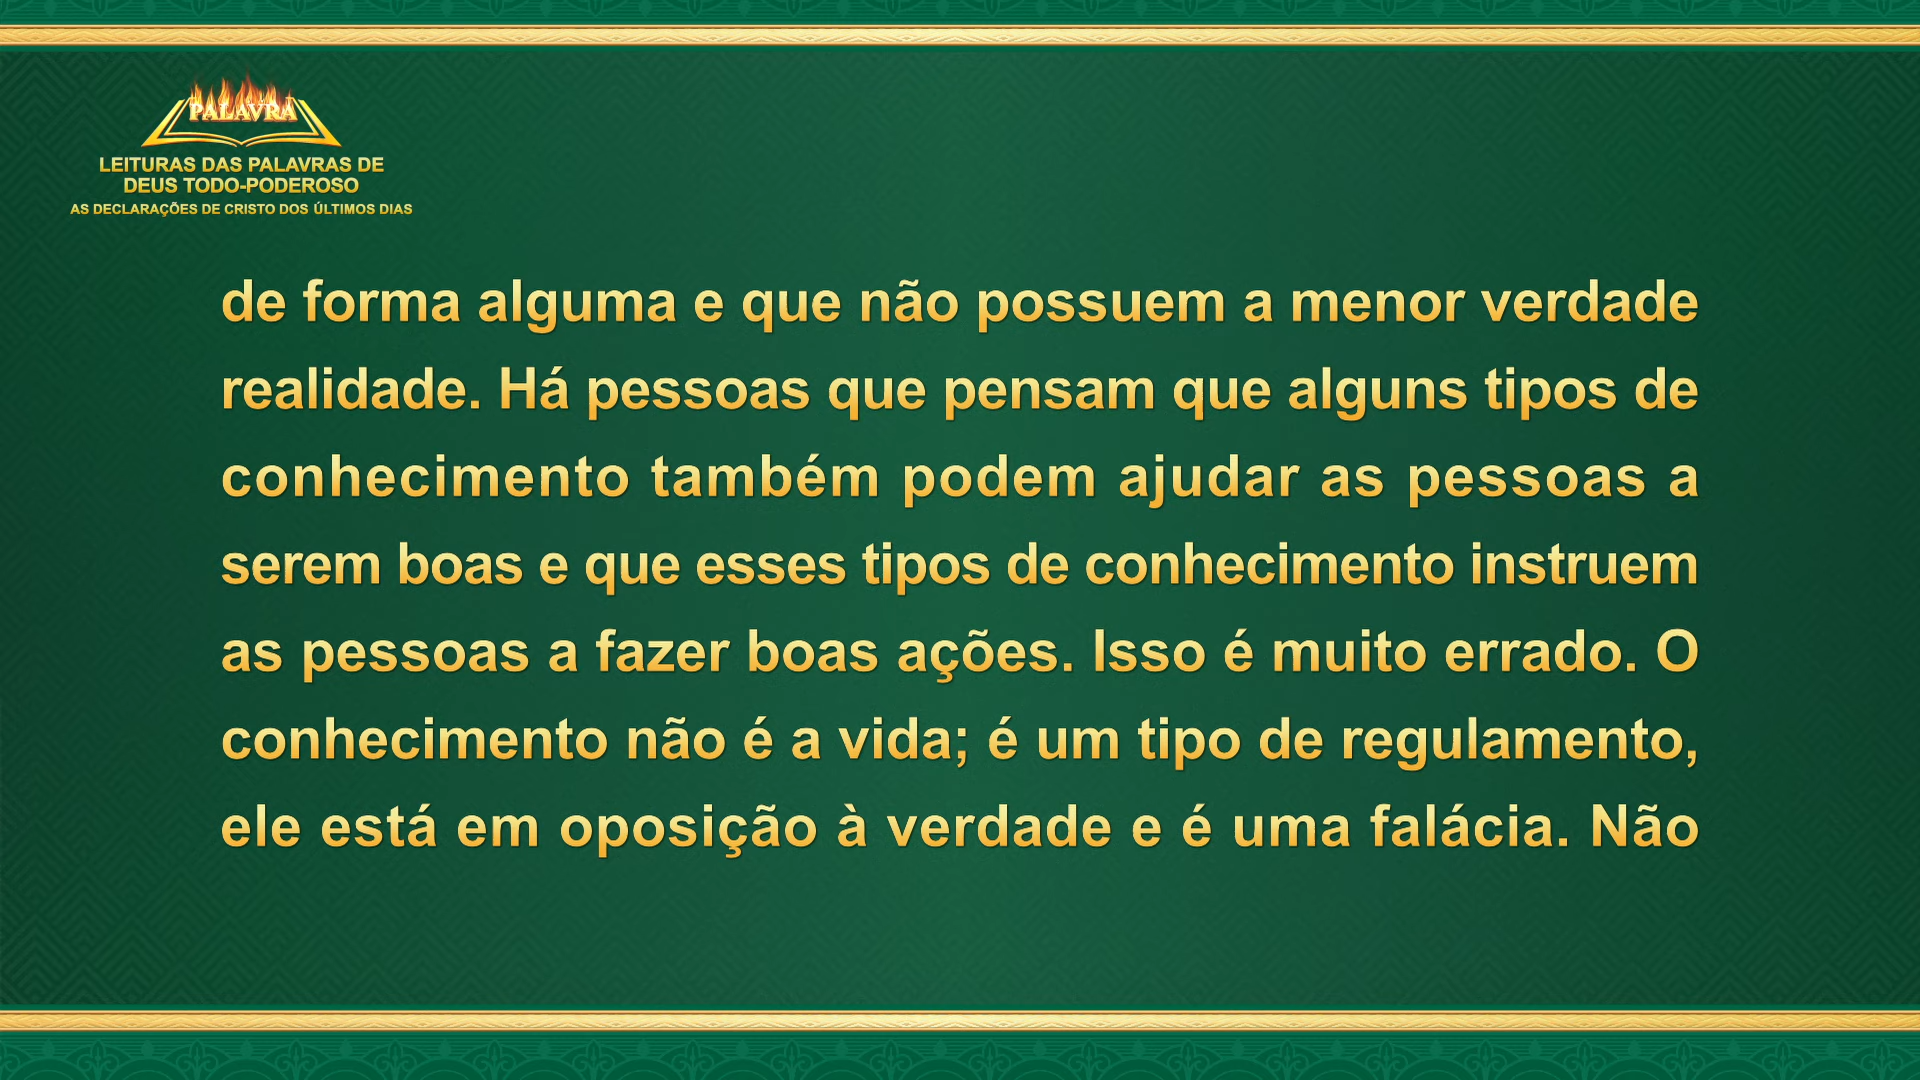 PALAVRA
LEITURAS DAS PALAVRAS DE
DEUS TODO-PODEROSO
AS DECLARAÇÕES DE CRISTO DOS ÚLTIMOS DIAS
de forma alguma e que não possuem a menor verdade
realidade. Há pessoas que pensam que alguns tipos de
conhecimento também podem ajudar as pessoas a
serem boas e que esses tipos de conhecimento instruem
as pessoas a fazer boas ações. Isso é muito errado. O
conhecimento não é a vida; é um tipo de regulamento,
ele está em oposição à verdade e é uma falácia. Não